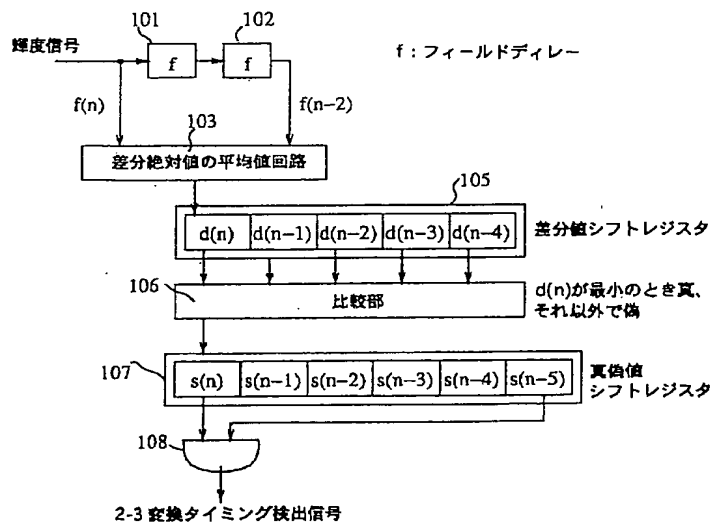 101
102
輝度信号
f
f
f：フィールドディレー
f(n)
f(n−2)
103
差分絶対値の平均値回路
105
d(n) d(n−1) d(n−2) d(n−3) d(n−4)
差分値シフトレジスタ
106
比較部
d(n)が最小のとき真、
それ以外で偽
107
s(n) s(n−1) s(n−2) s(n−3) s(n−4) s(n−5)
真偽値
シフトレジスタ
108
2-3 変換タイミング検出信号